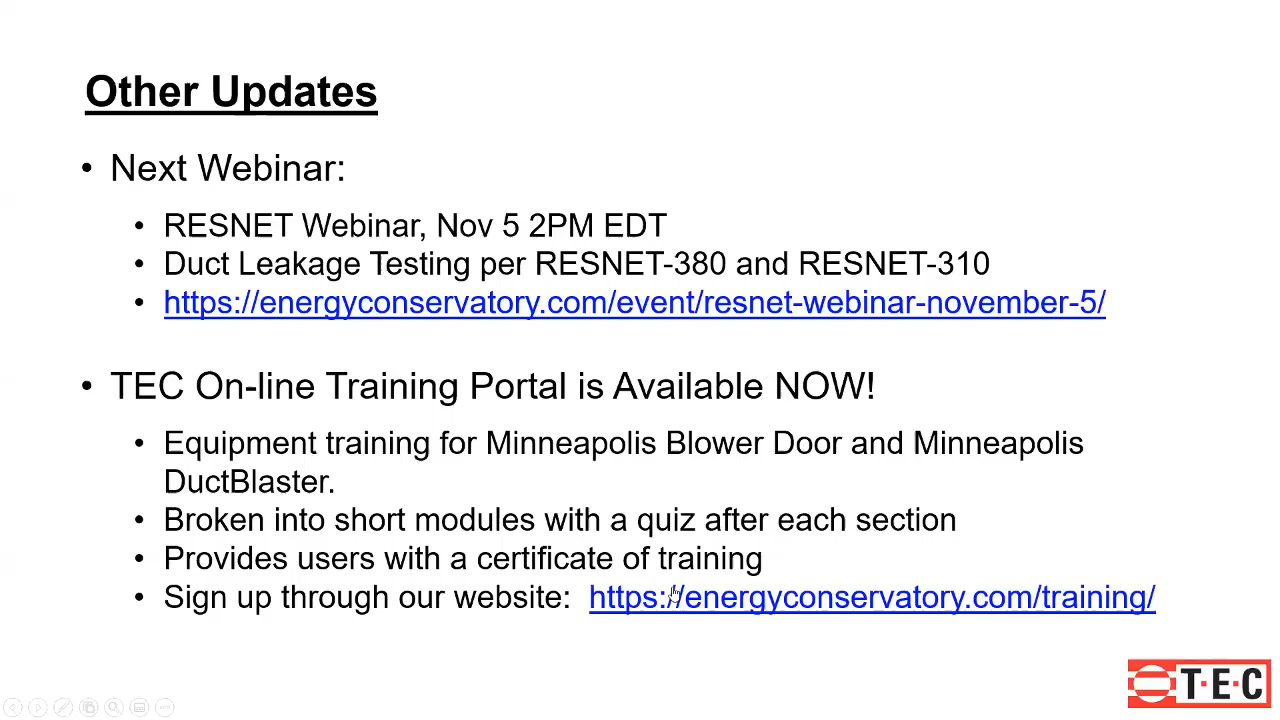 Other Updates
• Next Webinar:
• RESNET Webinar, Nov 5 2PM EDT
• Duct Leakage Testing per RESNET-380 and RESNET-310
• https://energyconservatory.com/event/resnet-webinar-november-5/
• TEC On-line Training Portal is Available NOW!
• Equipment training for Minneapolis Blower Door and Minneapolis
DuctBlaster.
• Broken into short modules with a quiz after each section
• Provides users with a certificate of training
• Sign up through our website: https://energyconservatory.com/training/
T·E·C